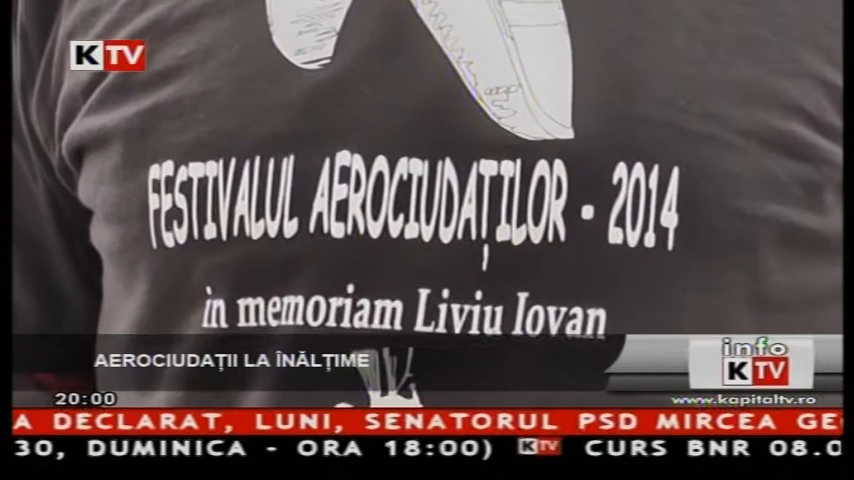 KTV
FESTIVALUL AEROCIUDAȚILOR - 2014
in memoriam Liviu Iovan
AEROCIUDAȚII LA ÎNĂLȚIME
info
KTV
20:00
www.kapitaltv.ro
A DECLARAT, LUNI, SENATORUL PSD MIRCEA GE
30, DUMINICA - ORA 18:00) KTV CURS BNR 08.0